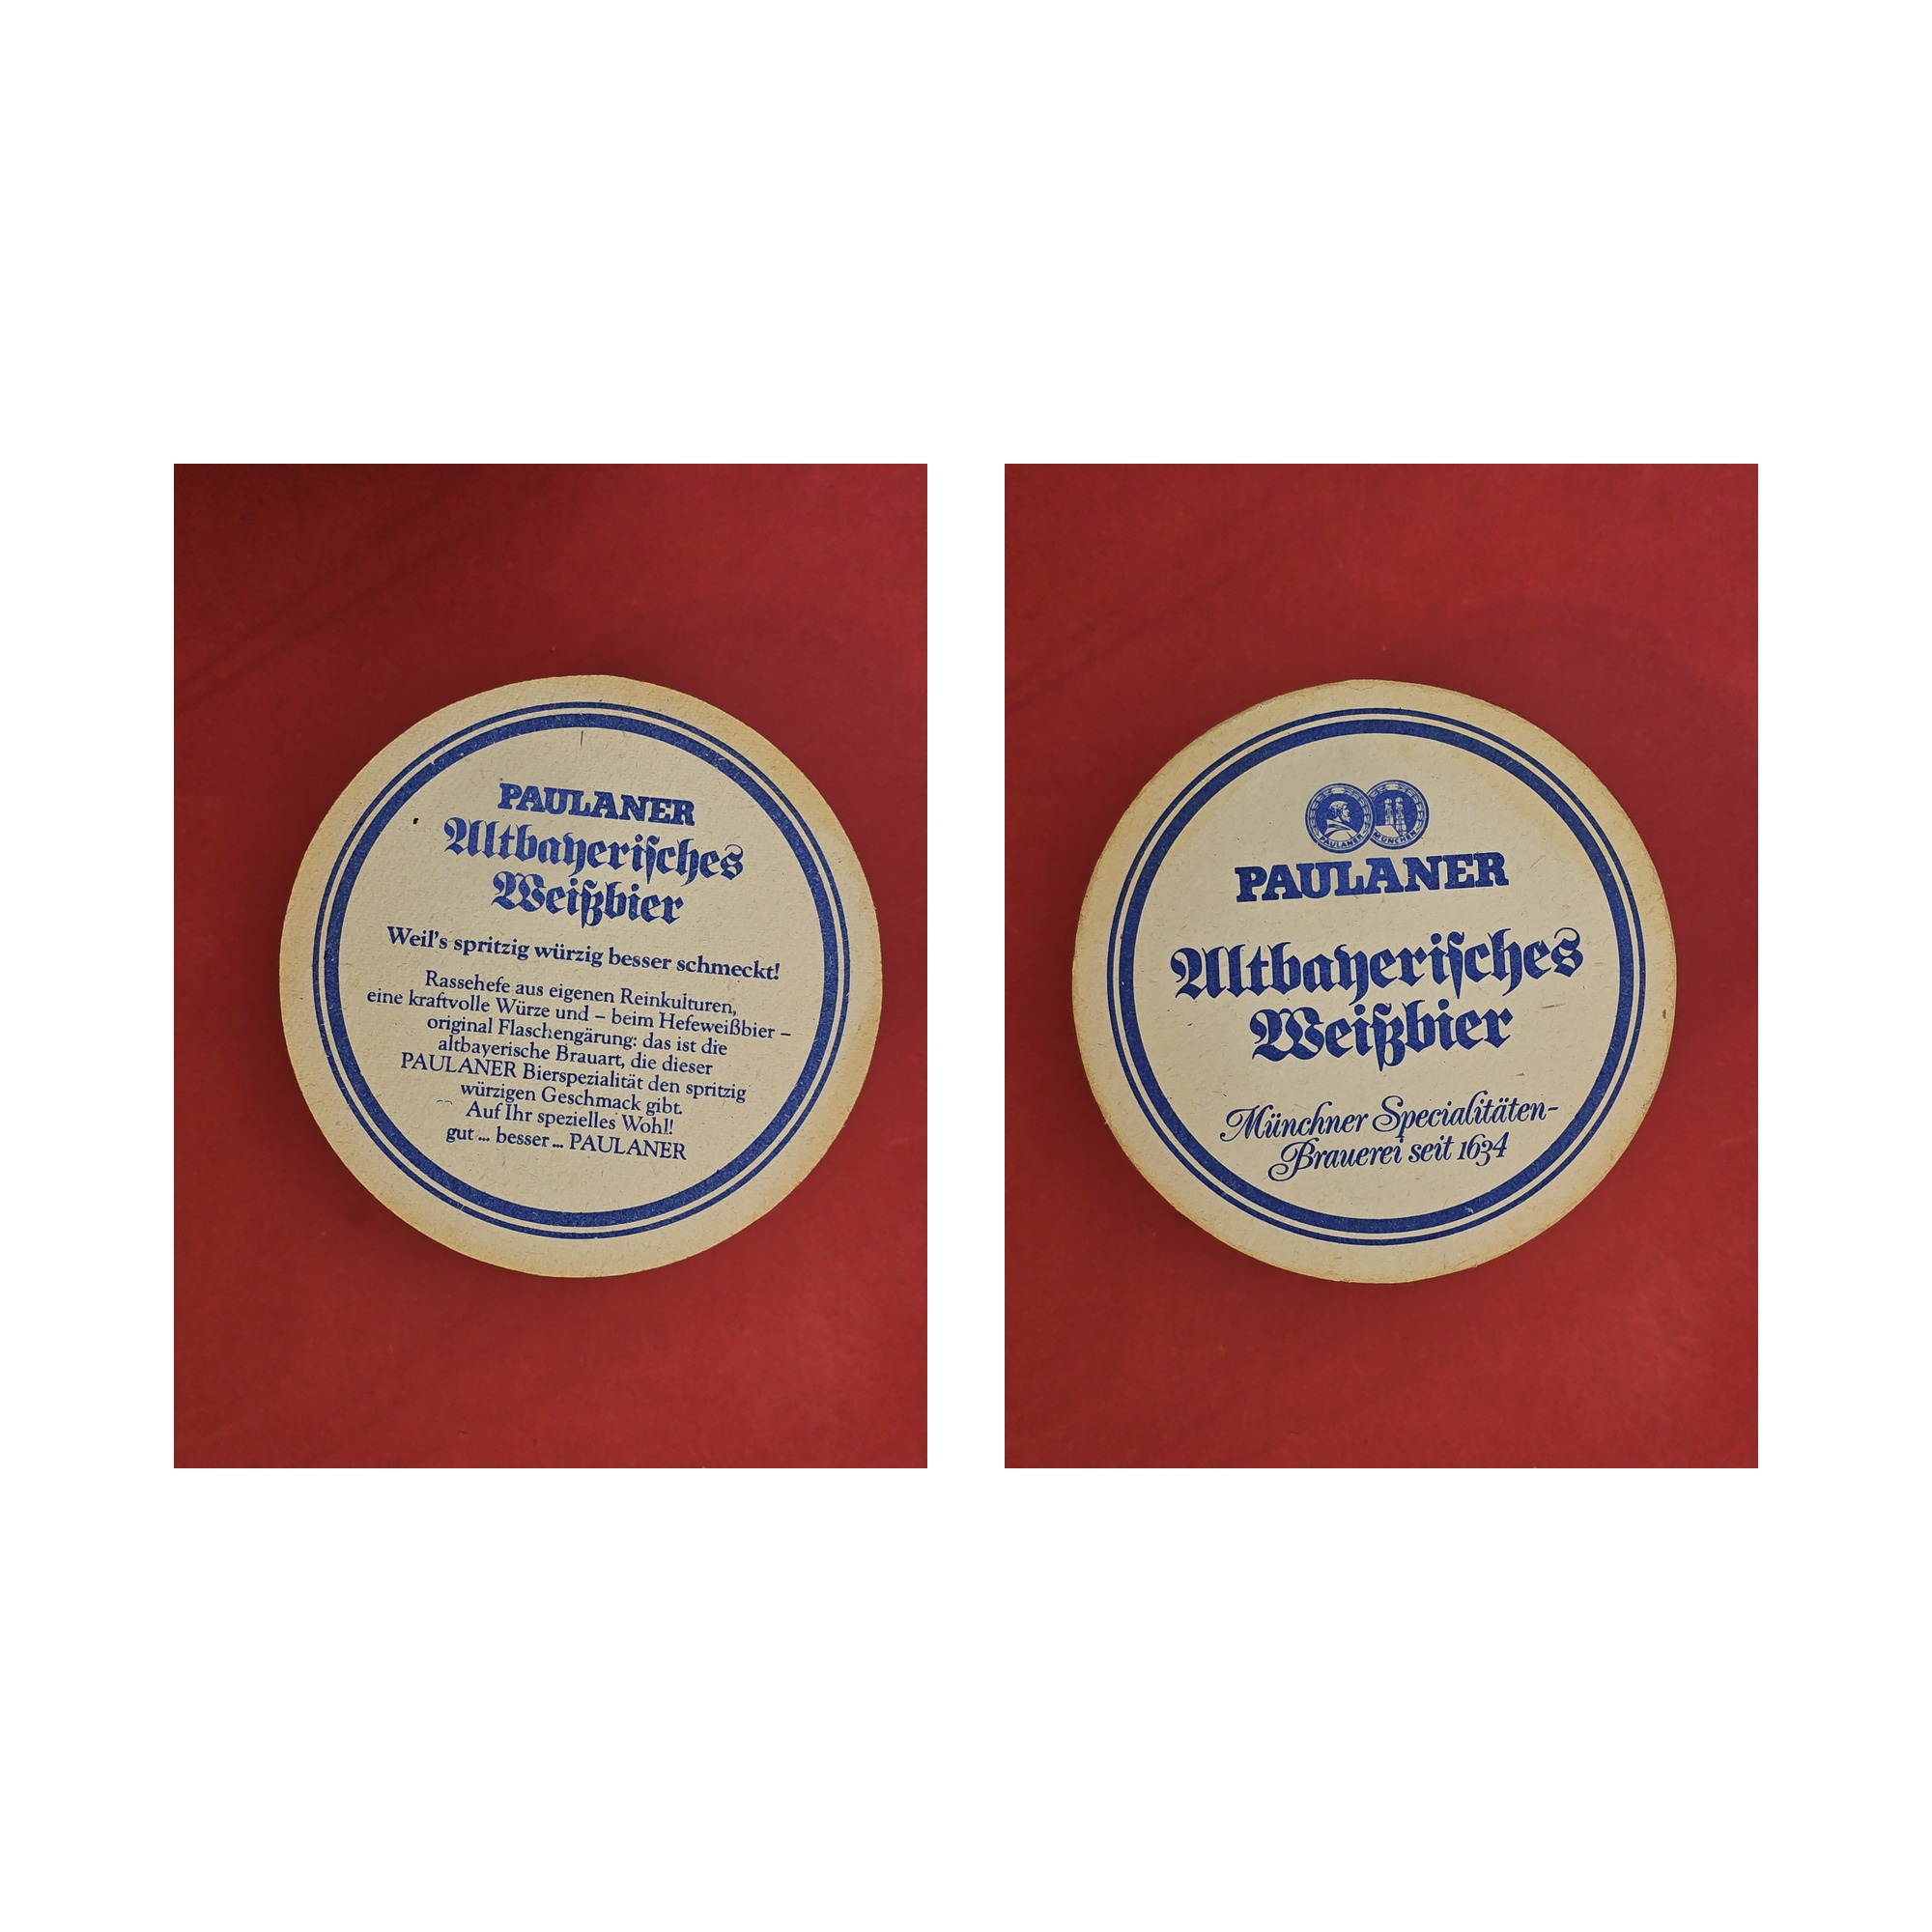 PAULANER
Altbayerisches
Weißbier
Weil's spritzig würzig besser schmeckt!
Rassehefe aus eigenen Reinkulturen,
eine kraftvolle Würze und – beim Hefeweißbier –
original Flaschengärung: das ist die
altbayerische Brauart, die dieser
PAULANER Bierspezialität den spritzig
würzigen Geschmack gibt.
Auf Ihr spezielles Wohl!
gut ... besser ... PAULANER
PAULANER
MÜNCHEN
PAULANER
Altbayerisches
Weißbier
Münchner Specialitäten-
Brauerei seit 1634